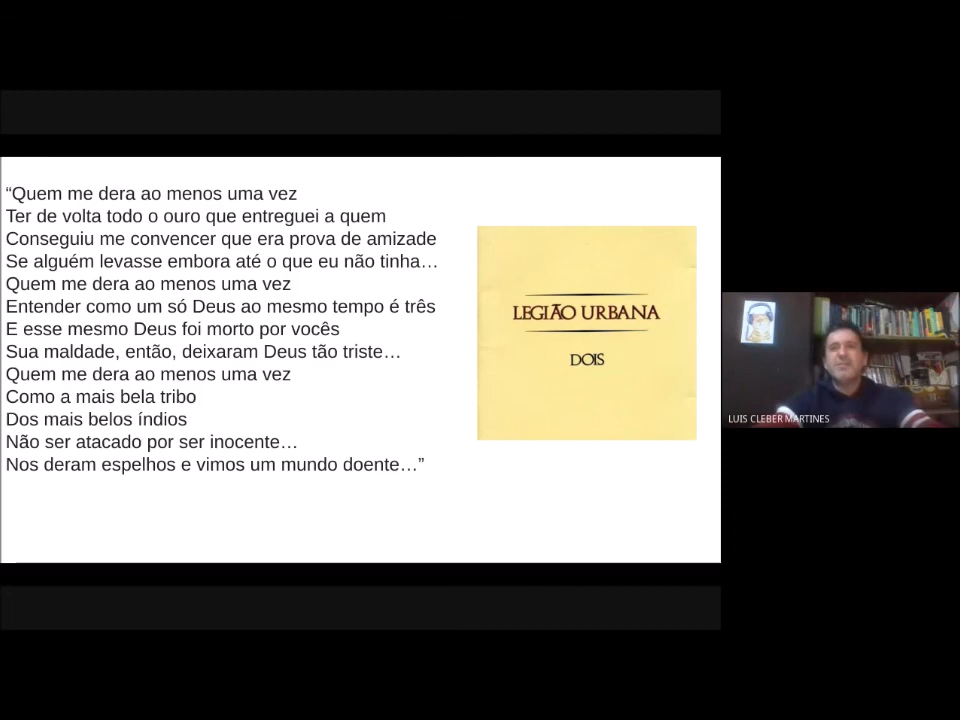 “Quem me dera ao menos uma vez
Ter de volta todo o ouro que entreguei a quem
Conseguiu me convencer que era prova de amizade
Se alguém levasse embora até o que eu não tinha…
Quem me dera ao menos uma vez
Entender como um só Deus ao mesmo tempo é três
E esse mesmo Deus foi morto por vocês
Sua maldade, então, deixaram Deus tão triste…
Quem me dera ao menos uma vez
Como a mais bela tribo
Dos mais belos índios
Não ser atacado por ser inocente…
Nos deram espelhos e vimos um mundo doente…”
LEGIÃO URBANA
DOIS
LUIS CLEBER MARTINES